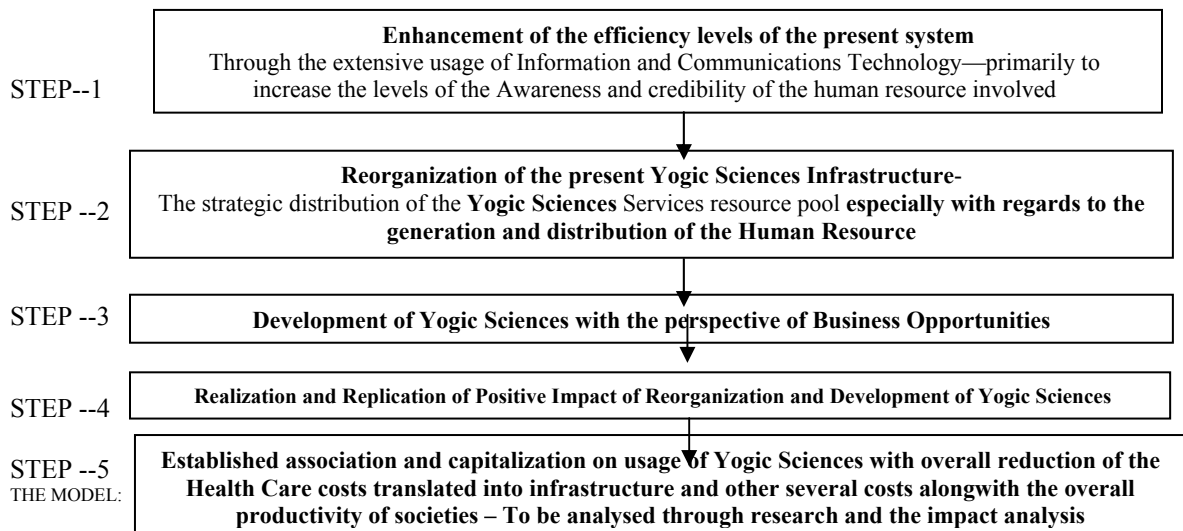 Enhancement of the efficiency levels of the present system
STEP--1
Through the extensive usage of Information and Communications Technology—primarily to
increase the levels of the Awareness and credibility of the human resource involved
Reorganization of the present Yogic Sciences Infrastructure-
STEP --2
The strategic distribution of the Yogic Sciences Services resource pool especially with regards to the
generation and distribution of the Human Resource
STEP --3
Development of Yogic Sciences with the perspective of Business Opportunities
STEP --4
Realization and Replication of Positive Impact of Reorganization and Development of Yogic Sciences
STEP --5
THE MODEL:
Established association and capitalization on usage of Yogic Sciences with overall reduction of the
Health Care costs translated into infrastructure and other several costs alongwith the overall
productivity of societies – To be analysed through research and the impact analysis